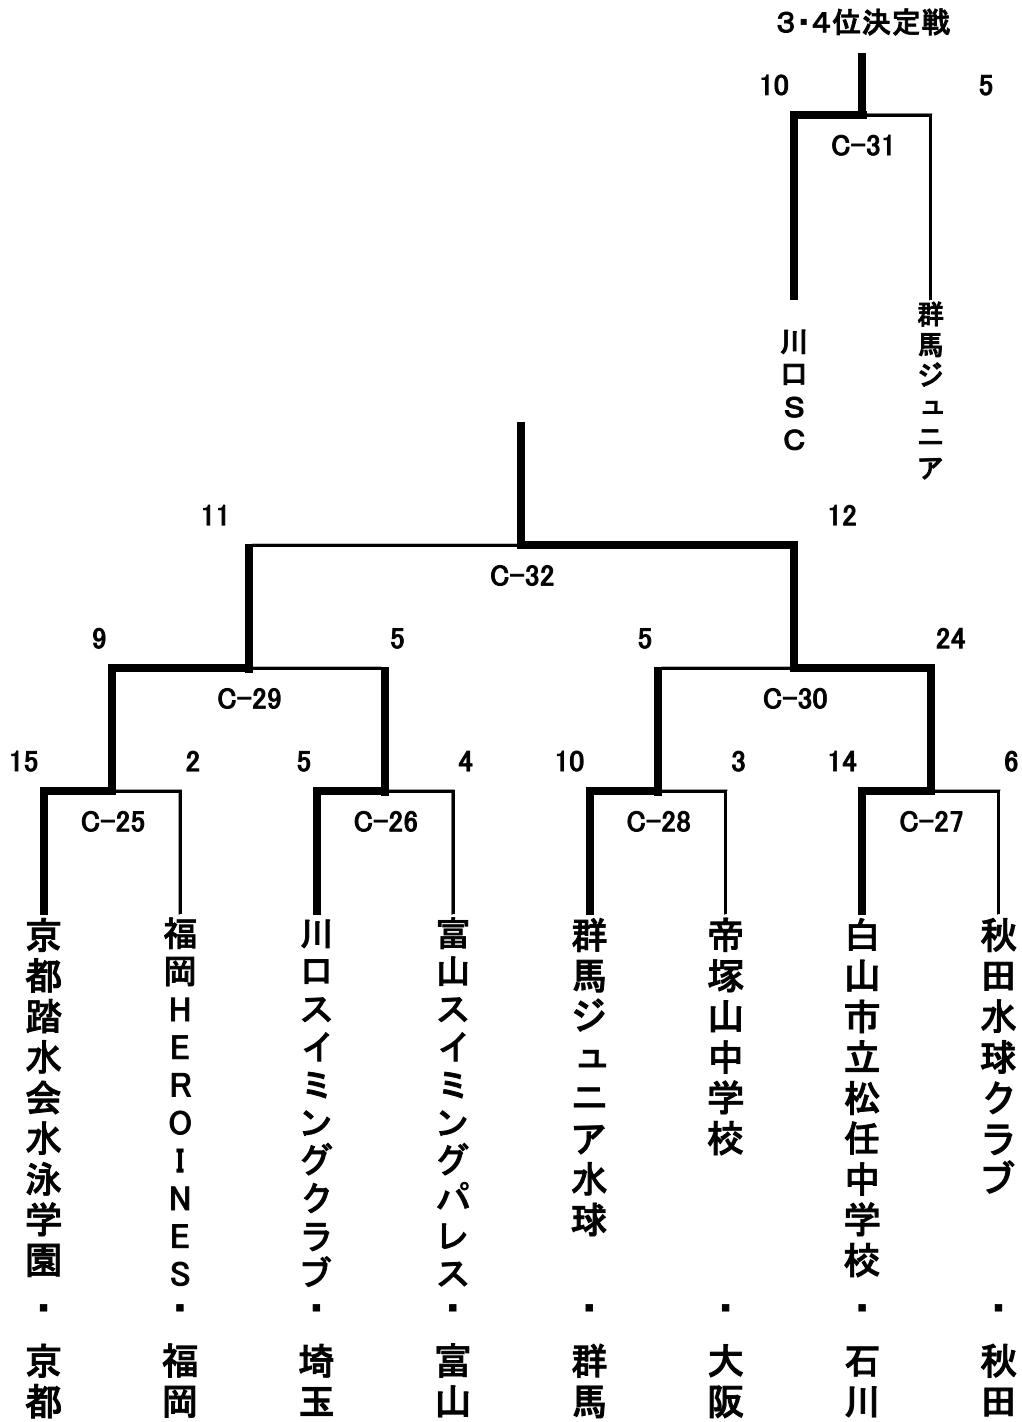 3・4位決定戦
10
5
C-31
川口SC
群馬ジュニア
11
12
C-32
9
5
5
24
C-29
C-30
15
2
5
4
10
3
14
6
C-25
C-26
C-28
C-27
京都踏水会水泳学園・京都
福岡HEROINES・福岡
川口スイミングクラブ・埼玉
富山スイミングパレス・富山
群馬ジュニア水球・群馬
帝塚山中学校・大阪
白山市立松任中学校・石川
秋田水球クラブ・秋田